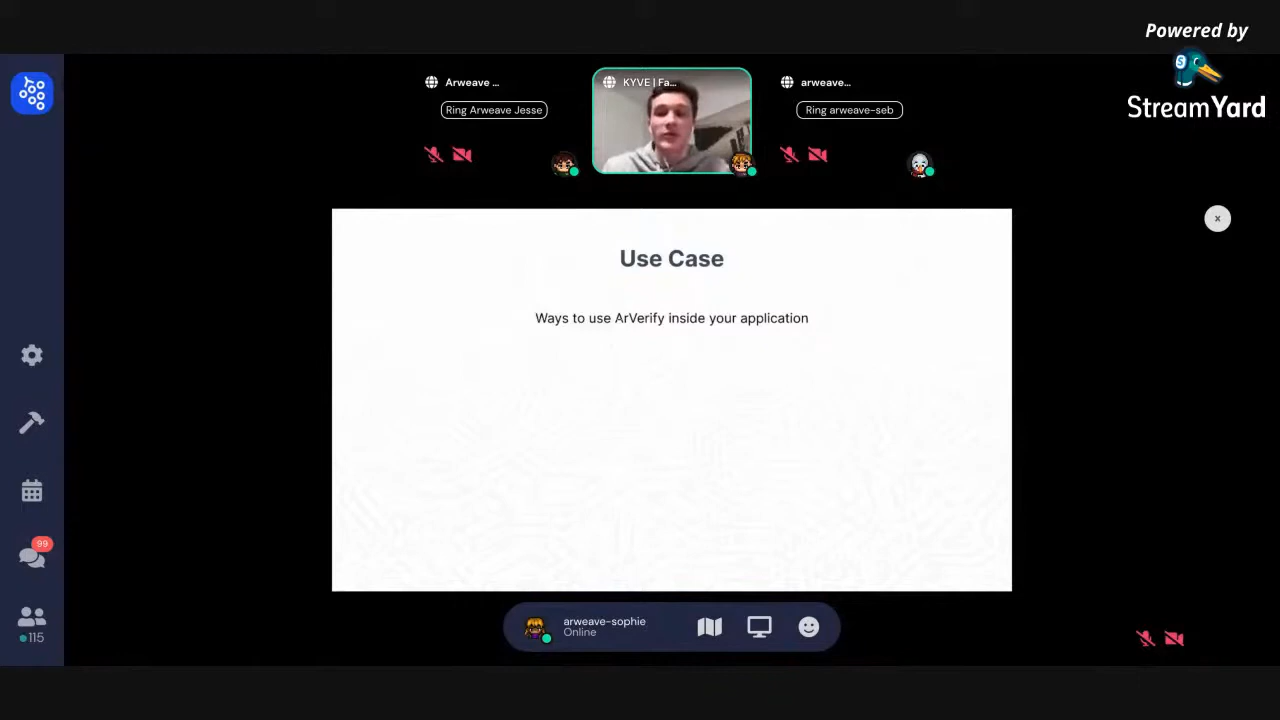 Powered by
StreamYard
Arweave ...
KYVE | Fa...
arweave...
Ring Arweave Jesse
Ring arweave-seb
x
Use Case
Ways to use ArVerify inside your application
99
115
arweave-sophie
Online